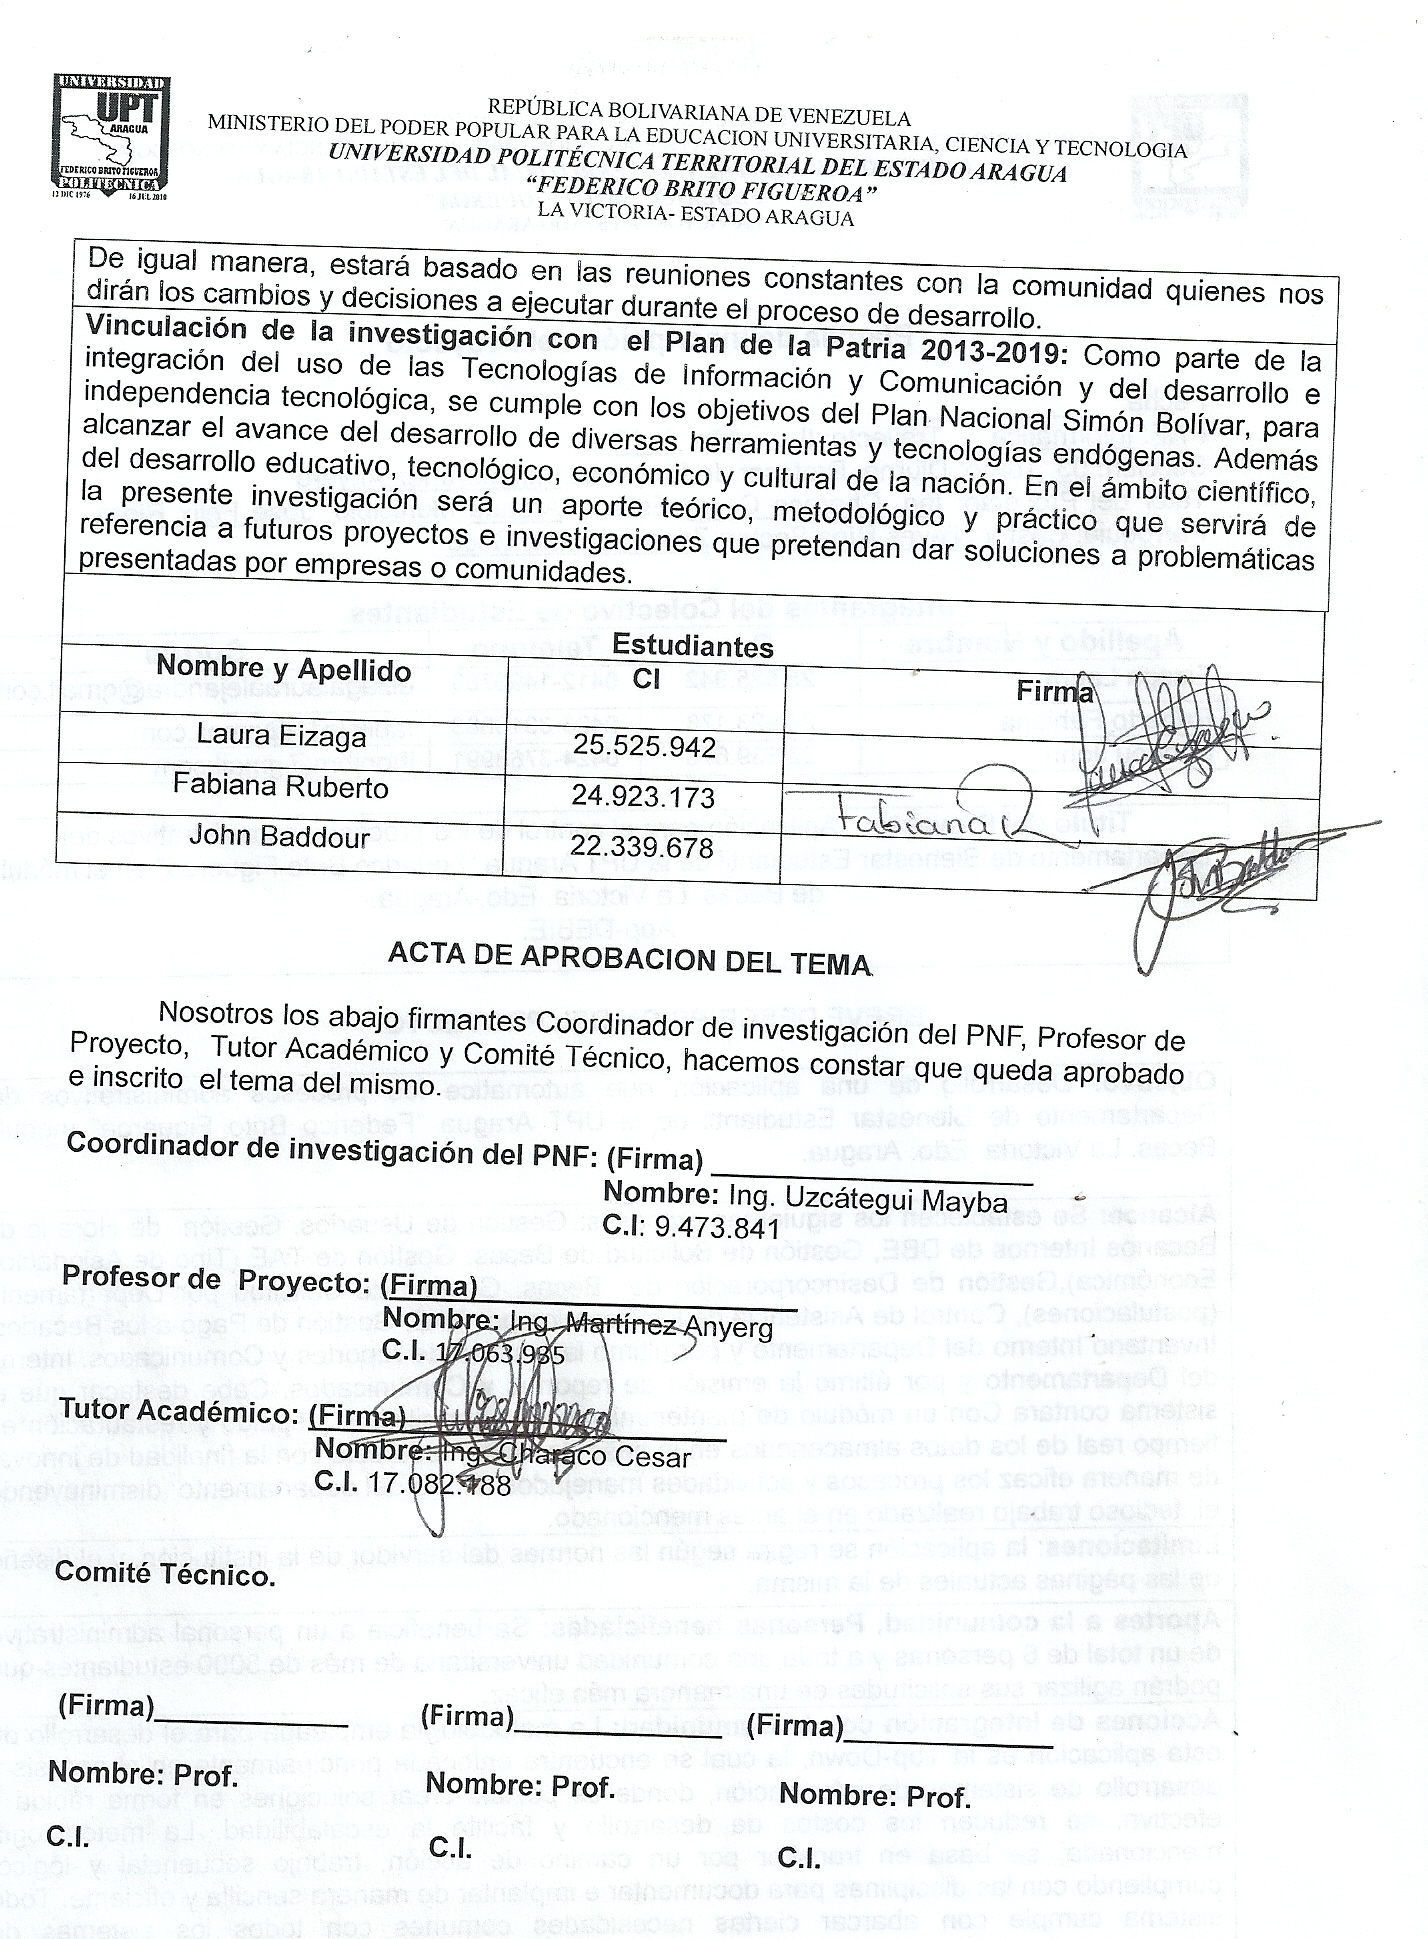 UNIVERSIDAD
UPT
ARAGUA
FEDERICO BRITO FIGUEROA
POLITECNICA
12 DIC 1976 16 JUL 2010
REPÚBLICA BOLIVARIANA DE VENEZUELA
MINISTERIO DEL PODER POPULAR PARA LA EDUCACION UNIVERSITARIA, CIENCIA Y TECNOLOGIA
UNIVERSIDAD POLITÉCNICA TERRITORIAL DEL ESTADO ARAGUA
“FEDERICO BRITO FIGUEROA”
LA VICTORIA- ESTADO ARAGUA
De igual manera, estará basado en las reuniones constantes con la comunidad quienes nos
dirán los cambios y decisiones a ejecutar durante el proceso de desarrollo.
Vinculación de la investigación con el Plan de la Patria 2013-2019: Como parte de la
integración del uso de las Tecnologías de Información y Comunicación y del desarrollo e
independencia tecnológica, se cumple con los objetivos del Plan Nacional Simón Bolívar, para
alcanzar el avance del desarrollo de diversas herramientas y tecnologías endógenas. Además
del desarrollo educativo, tecnológico, económico y cultural de la nación. En el ámbito científico,
la presente investigación será un aporte teórico, metodológico y práctico que servirá de
referencia a futuros proyectos e investigaciones que pretendan dar soluciones a problemáticas
presentadas por empresas o comunidades.
Estudiantes
Nombre y Apellido CI Firma
Laura Eizaga 25.525.942
Fabiana Ruberto 24.923.173 Fabiana R
John Baddour 22.339.678
ACTA DE APROBACION DEL TEMA
Nosotros los abajo firmantes Coordinador de investigación del PNF, Profesor de
Proyecto, Tutor Académico y Comité Técnico, hacemos constar que queda aprobado
e inscrito el tema del mismo.
Coordinador de investigación del PNF: (Firma) ____________________
Nombre: Ing. Uzcátegui Mayba
C.I: 9.473.841
Profesor de Proyecto: (Firma)____________________
Nombre: Ing. Martínez Anyerg
C.I. 17.063.985
Tutor Académico: (Firma)____________________
Nombre: Ing. Characo Cesar
C.I. 17.082.188
Comité Técnico.
(Firma)____________ (Firma)_____________ (Firma)_____________
Nombre: Prof. Nombre: Prof. Nombre: Prof.
C.I. C.I. C.I.